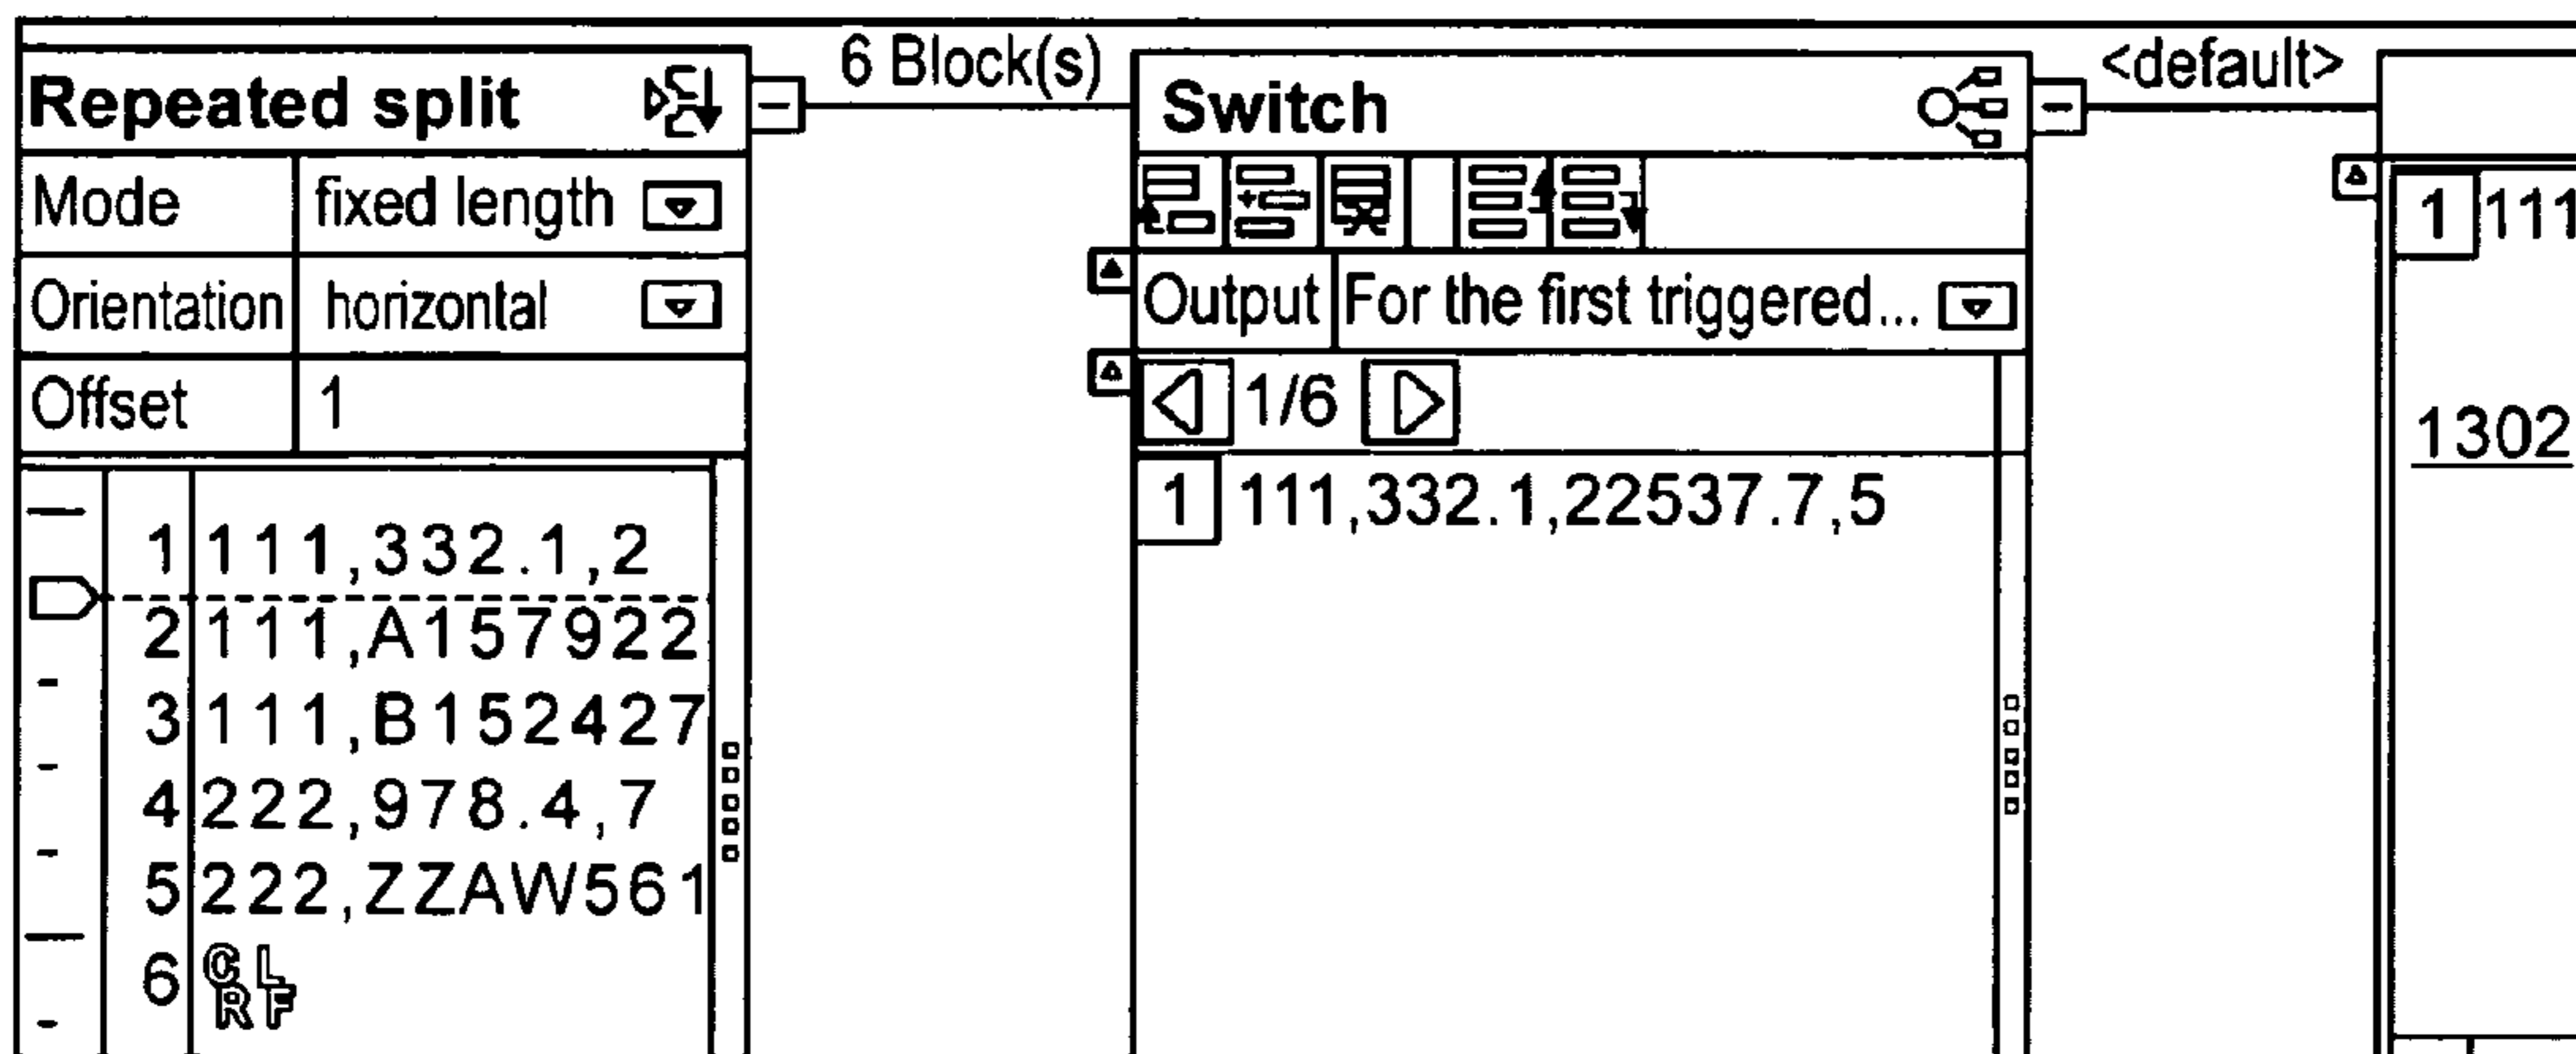 6 Block(s)
<default>
Repeated split
Switch
Mode fixed length
Orientation horizontal
Offset 1
1 111,332.1,2
2 111,A157922
3 111,B152427
4 222,978.4,7
5 222,ZZAW561
6 CR LF
Output For the first triggered...
1/6
1 111,332.1,22537.7,5
1 111
1302